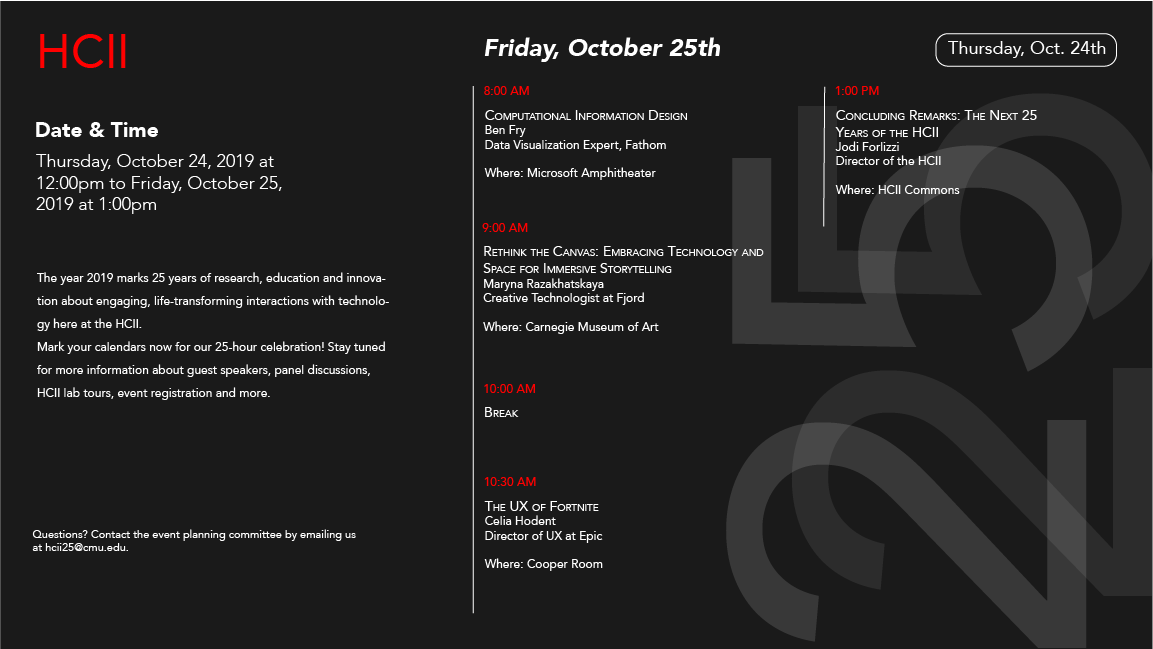 HCII
Date & Time
Thursday, October 24, 2019 at
12:00pm to Friday, October 25,
2019 at 1:00pm
The year 2019 marks 25 years of research, education and innova-
tion about engaging, life-transforming interactions with technolo-
gy here at the HCII.
Mark your calendars now for our 25-hour celebration! Stay tuned
for more information about guest speakers, panel discussions,
HCII lab tours, event registration and more.
Questions? Contact the event planning committee by emailing us
at hcii25@cmu.edu.
Friday, October 25th
Thursday, Oct. 24th
8:00 AM
Computational Information Design
Ben Fry
Data Visualization Expert, Fathom
Where: Microsoft Amphitheater
9:00 AM
Rethink the Canvas: Embracing Technology and
Space for Immersive Storytelling
Maryna Razakhatskaya
Creative Technologist at Fjord
Where: Carnegie Museum of Art
10:00 AM
Break
10:30 AM
The UX of Fortnite
Celia Hodent
Director of UX at Epic
Where: Cooper Room
1:00 PM
Concluding Remarks: The Next 25
Years of the HCII
Jodi Forlizzi
Director of the HCII
Where: HCII Commons
25
25